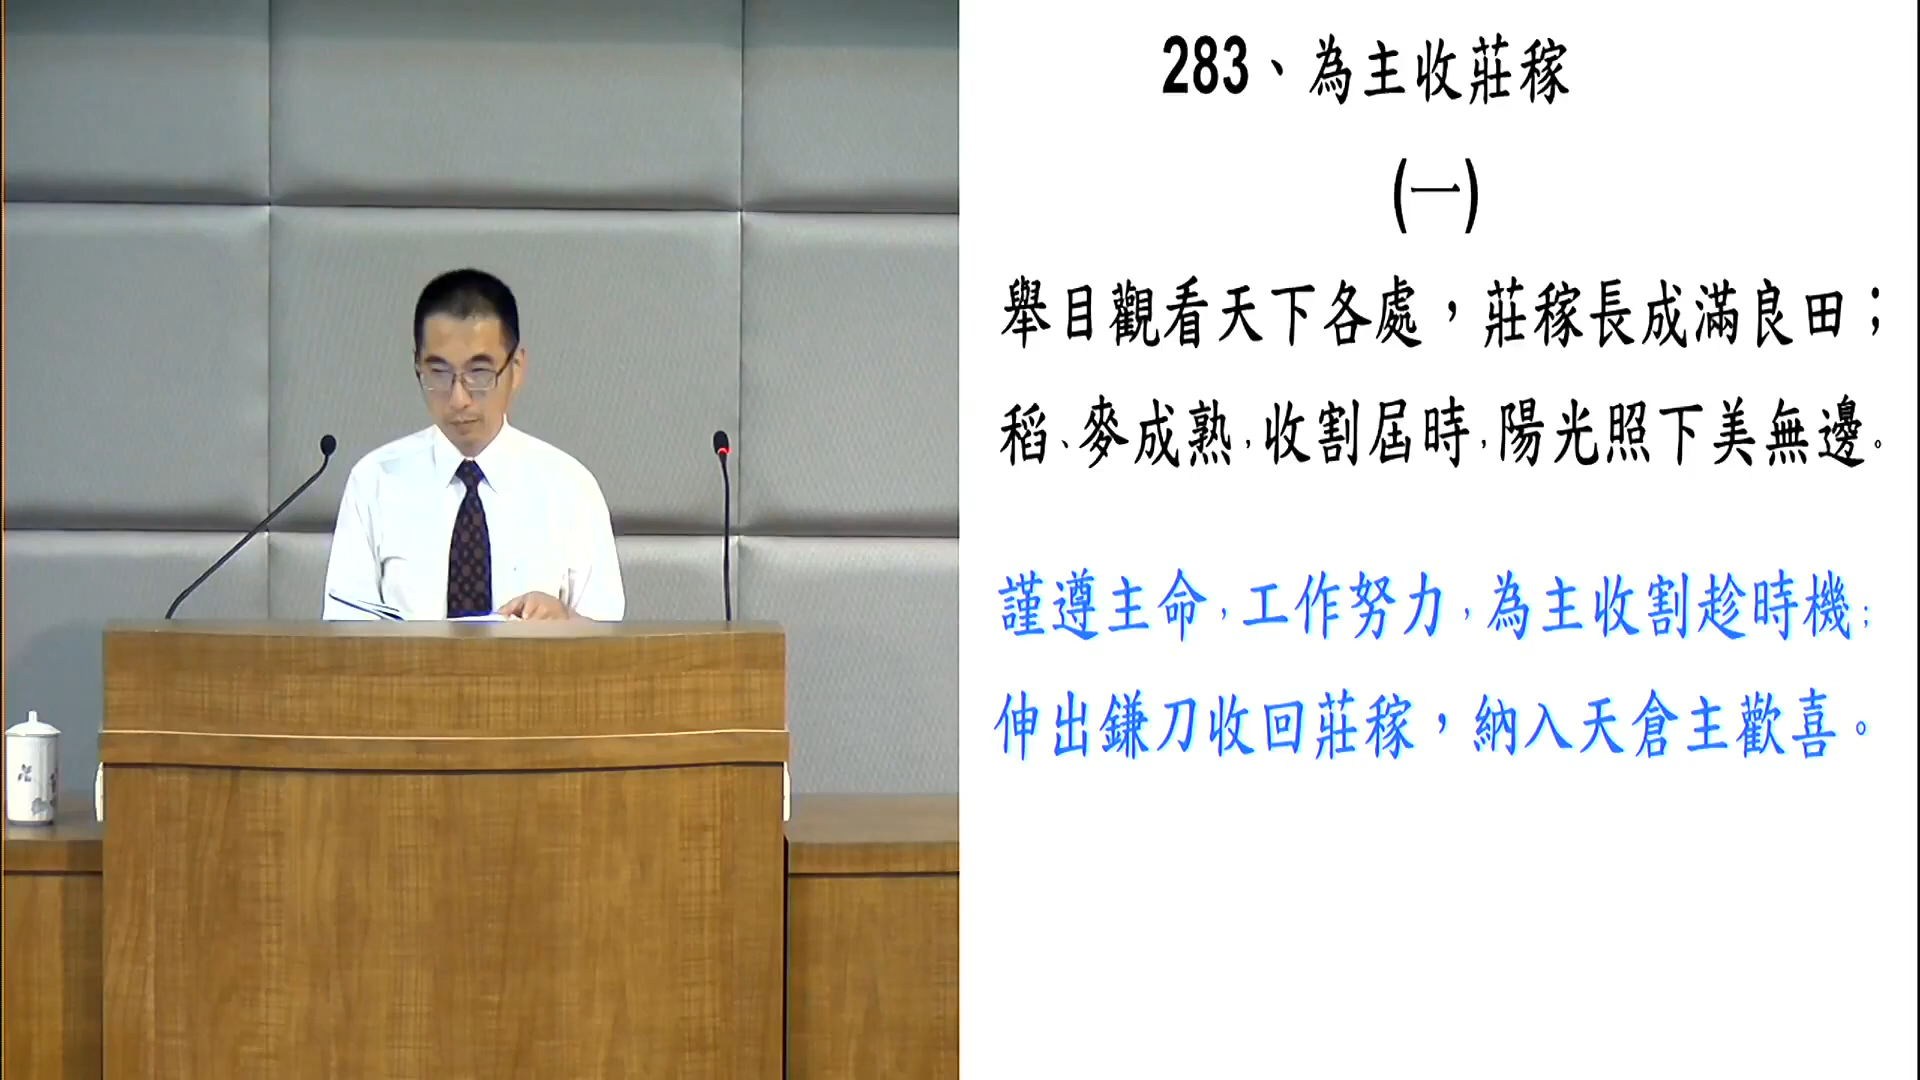 283、為主收莊稼
(一)
舉目觀看天下各處，莊稼長成滿良田；
稻、麥成熟，收割屆時，陽光照下美無邊。
謹遵主命，工作努力，為主收割趁時機；
伸出鎌刀收回莊稼，納入天倉主歡喜。